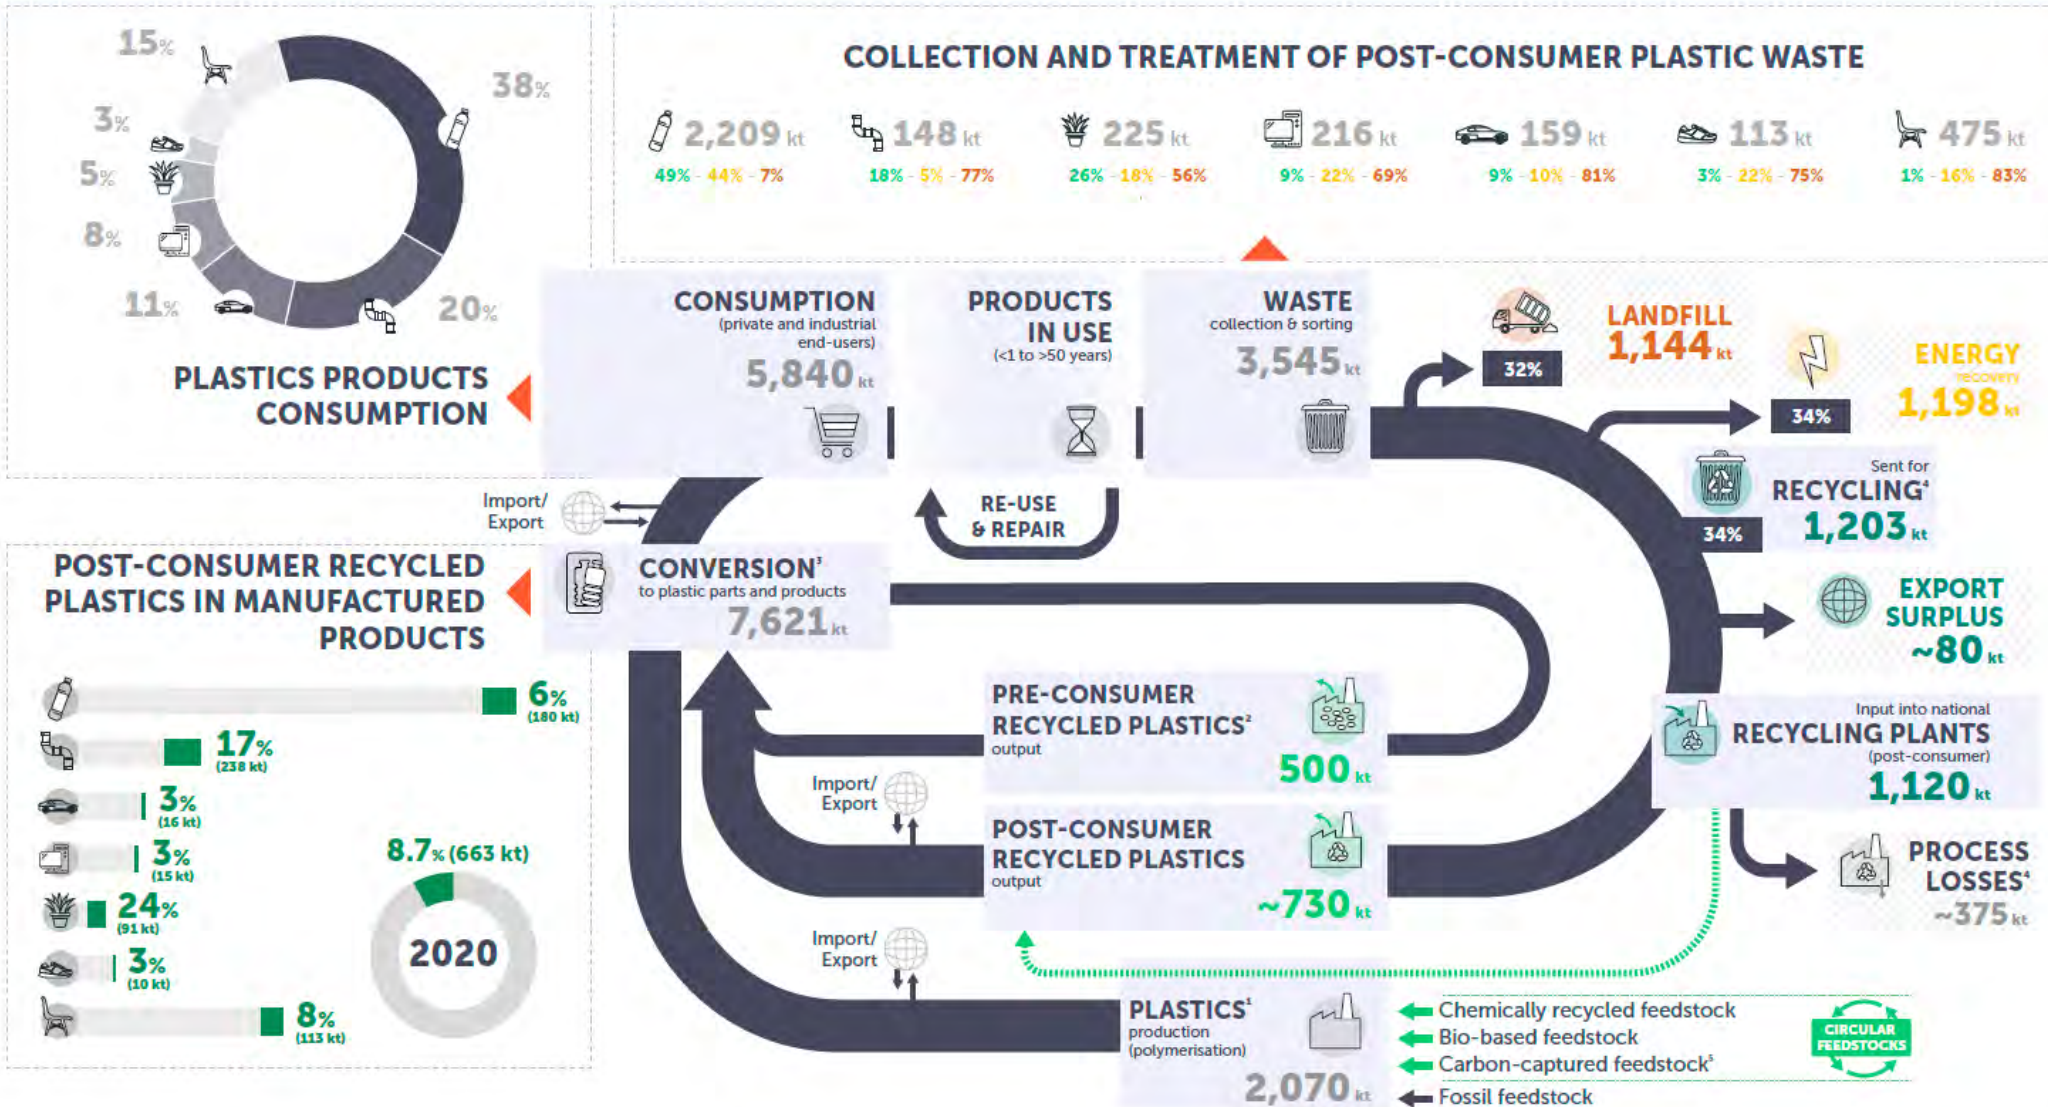 15%
38%
3%
5%
8%
11%
20%
PLASTICS PRODUCTS
CONSUMPTION
COLLECTION AND TREATMENT OF POST-CONSUMER PLASTIC WASTE
2,209 kt
148 kt
225 kt
216 kt
159 kt
113 kt
475 kt
49% - 44% - 7%
18% - 5% - 77%
26% - 18% - 56%
9% - 22% - 69%
9% - 10% - 81%
3% - 22% - 75%
1% - 16% - 83%
CONSUMPTION
(private and industrial
end-users)
5,840 kt
PRODUCTS
IN USE
(<1 to >50 years)
WASTE
collection & sorting
3,545 kt
32%
LANDFILL
1,144 kt
34%
ENERGY
recovery
1,198 kt
Sent for
RECYCLING⁴
34%
1,203 kt
EXPORT
SURPLUS
~80 kt
Import/
Export
RE-USE
& REPAIR
CONVERSION³
to plastic parts and products
7,621 kt
POST-CONSUMER RECYCLED
PLASTICS IN MANUFACTURED
PRODUCTS
6%
(180 kt)
17%
(238 kt)
3%
(16 kt)
3%
(15 kt)
24%
(91 kt)
3%
(10 kt)
8%
(113 kt)
8.7% (663 kt)
2020
PRE-CONSUMER
RECYCLED PLASTICS²
output
500 kt
Import/
Export
POST-CONSUMER
RECYCLED PLASTICS
output
~730 kt
Input into national
RECYCLING PLANTS
(post-consumer)
1,120 kt
PROCESS
LOSSES⁴
~375 kt
Import/
Export
PLASTICS¹
production
(polymerisation)
2,070 kt
Chemically recycled feedstock
Bio-based feedstock
Carbon-captured feedstock⁵
Fossil feedstock
CIRCULAR
FEEDSTOCKS